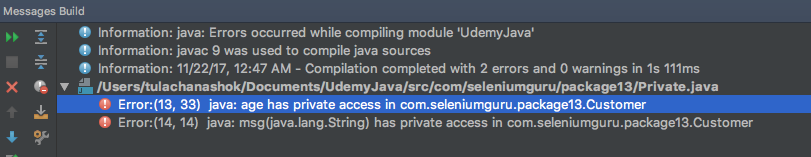 Messages Build
Information: java: Errors occurred while compiling module 'UdemyJava'
Information: javac 9 was used to compile java sources
Information: 11/22/17, 12:47 AM - Compilation completed with 2 errors and 0 warnings in 1s 111ms
/Users/tulachanashok/Documents/UdemyJava/src/com/seleniumguru/package13/Private.java
Error:(13, 33) java: age has private access in com.seleniumguru.package13.Customer
Error:(14, 14) java: msg(java.lang.String) has private access in com.seleniumguru.package13.Customer